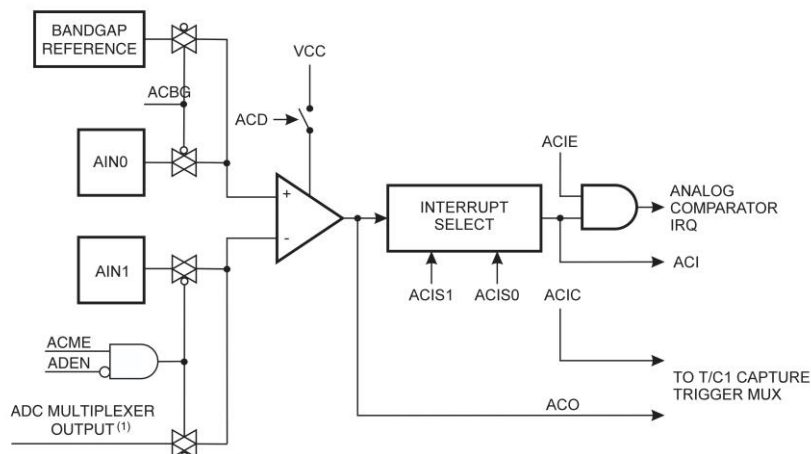 BANDGAP
REFERENCE
ACBG
VCC
ACD
AIN0
ACIE
ANALOG
COMPARATOR
IRQ
+
-
INTERRUPT
SELECT
AIN1
ACI
ACIS1
ACIS0
ACIC
ACME
ADEN
TO T/C1 CAPTURE
TRIGGER MUX
ADC MULTIPLEXER
OUTPUT (1)
ACO